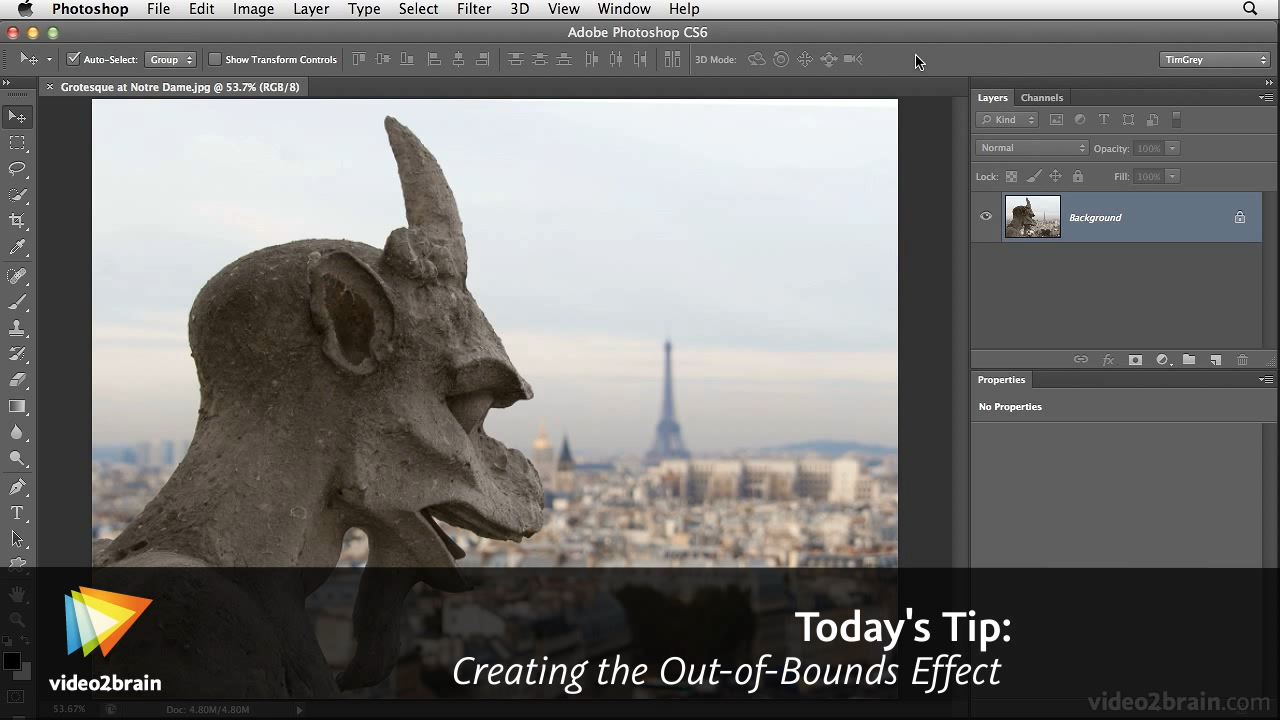 Photoshop File Edit Image Layer Type Select Filter 3D View Window Help
Adobe Photoshop CS6
Auto-Select: Group Show Transform Controls 3D Mode: TimGrey
Grotesque at Notre Dame.jpg @ 53.7% (RGB/8)
Layers Channels
Kind
Normal Opacity: 100%
Lock: Fill: 100%
Background
Properties
No Properties
Today's Tip:
Creating the Out-of-Bounds Effect
video2brain
53.67% Doc: 4.80M/4.80M
video2brain.com